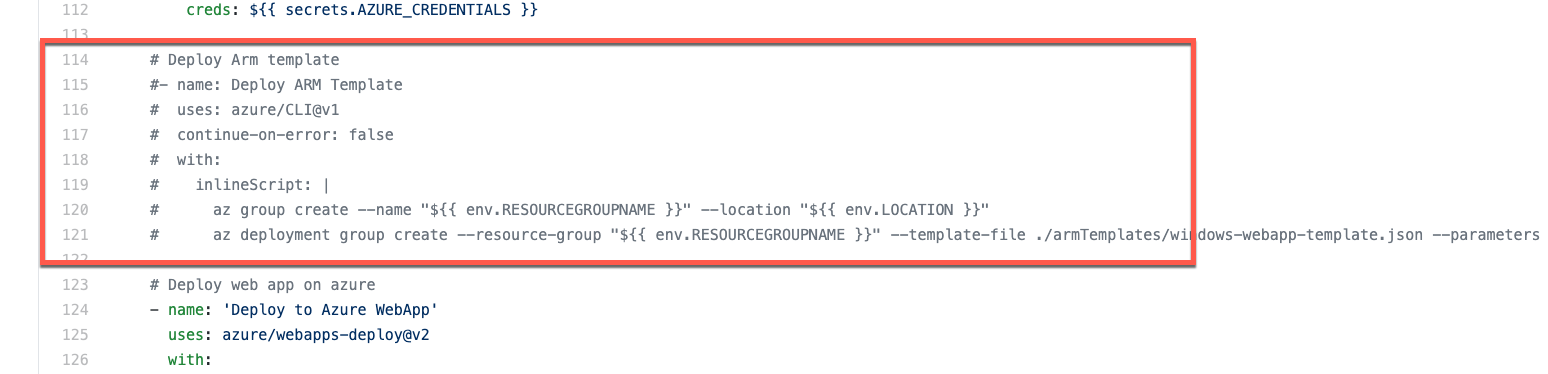 112 creds: ${{ secrets.AZURE_CREDENTIALS }}
113
114 # Deploy Arm template
115 #- name: Deploy ARM Template
116 #  uses: azure/CLI@v1
117 #  continue-on-error: false
118 #  with:
119 #    inlineScript: |
120 #      az group create --name "${{ env.RESOURCEGROUPNAME }}" --location "${{ env.LOCATION }}"
121 #      az deployment group create --resource-group "${{ env.RESOURCEGROUPNAME }}" --template-file ./armTemplates/windows-webapp-template.json --parameters
122
123 # Deploy web app on azure
124 - name: 'Deploy to Azure WebApp'
125   uses: azure/webapps-deploy@v2
126   with: